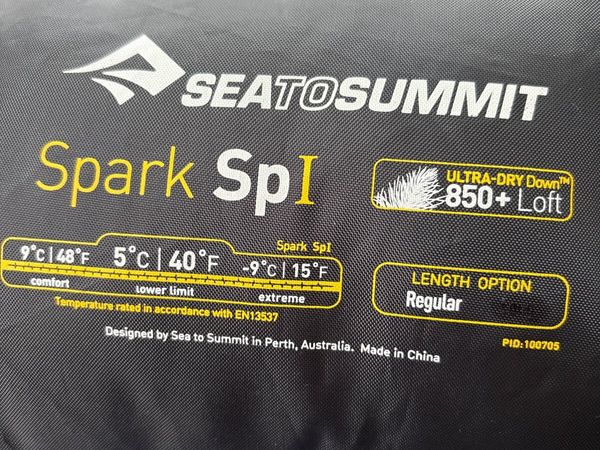 SEATOSUMMIT
Spark SpI
ULTRA-DRY Down™
850+ Loft
Spark SpI
9°C | 48°F 5°C | 40°F -9°C | 15°F
comfort lower limit extreme
Temperature rated in accordance with EN13537
LENGTH OPTION
Regular
PID:100705
Designed by Sea to Summit in Perth, Australia. Made in China